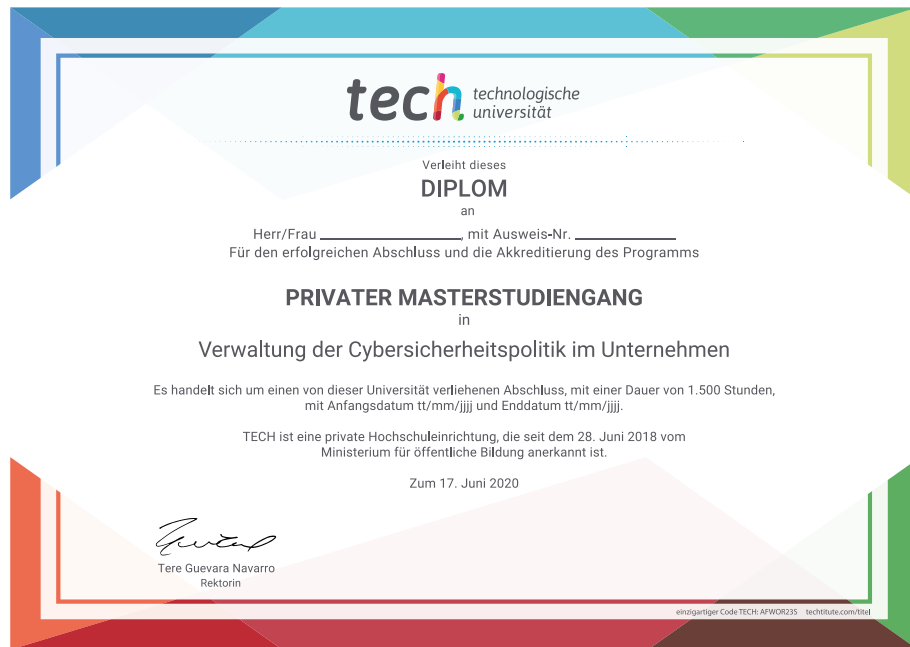 tech technologische
universität
Verleiht dieses
DIPLOM
an
Herr/Frau ____________________, mit Ausweis-Nr. ______________
Für den erfolgreichen Abschluss und die Akkreditierung des Programms
PRIVATER MASTERSTUDIENGANG
in
Verwaltung der Cybersicherheitspolitik im Unternehmen
Es handelt sich um einen von dieser Universität verliehenen Abschluss, mit einer Dauer von 1.500 Stunden,
mit Anfangsdatum tt/mm/jjjj und Enddatum tt/mm/jjjj.
TECH ist eine private Hochschuleinrichtung, die seit dem 28. Juni 2018 vom
Ministerium für öffentliche Bildung anerkannt ist.
Zum 17. Juni 2020
Tere Guevara Navarro
Rektorin
einzigartiger Code TECH: AFWOR235 techtitute.com/titel